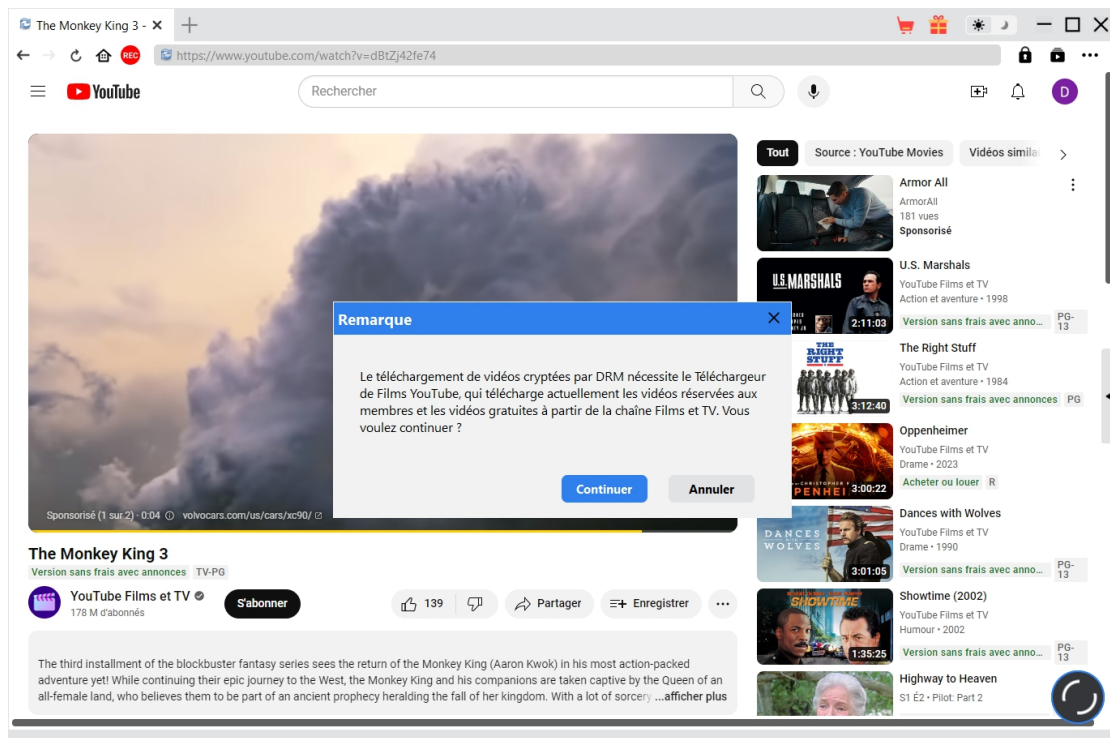 The Monkey King 3 -
REC
https://www.youtube.com/watch?v=dBtZj42fe74
YouTube
Rechercher
D
Tout
Source : YouTube Movies
Vidéos similai
Armor All
ArmorAll
181 vues
Sponsorisé
U.S. MARSHALS
2:11:03
U.S. Marshals
YouTube Films et TV
Action et aventure • 1998
Version sans frais avec anno...
PG-
13
Remarque
Le téléchargement de vidéos cryptées par DRM nécessite le Téléchargeur
de Films YouTube, qui télécharge actuellement les vidéos réservées aux
membres et les vidéos gratuites à partir de la chaîne Films et TV. Vous
voulez continuer ?
Continuer
Annuler
THE
RIGHT
STUFF
3:12:40
The Right Stuff
YouTube Films et TV
Action et aventure • 1984
Version sans frais avec annonces
PG
3:00:22
Oppenheimer
YouTube Films et TV
Drame • 2023
Acheter ou louer
R
DANCES
WITH
WOLVES
3:01:05
Dances with Wolves
YouTube Films et TV
Drame • 1990
Version sans frais avec anno...
PG-
13
SHOWTIME
1:35:25
Showtime (2002)
YouTube Films et TV
Humour • 2002
Version sans frais avec anno...
PG-
13
Highway to Heaven
S1 É2 • Pilot: Part 2
Sponsorisé (1 sur 2) · 0:04
volvocars.com/us/cars/xc90/
The Monkey King 3
Version sans frais avec annonces
TV-PG
YouTube Films et TV
178 M d'abonnés
S'abonner
139
Partager
Enregistrer
The third installment of the blockbuster fantasy series sees the return of the Monkey King (Aaron Kwok) in his most action-packed
adventure yet! While continuing their epic journey to the West, the Monkey King and his companions are taken captive by the Queen of an
all-female land, who believes them to be part of an ancient prophecy heralding the fall of her kingdom. With a lot of sorcery ...afficher plus